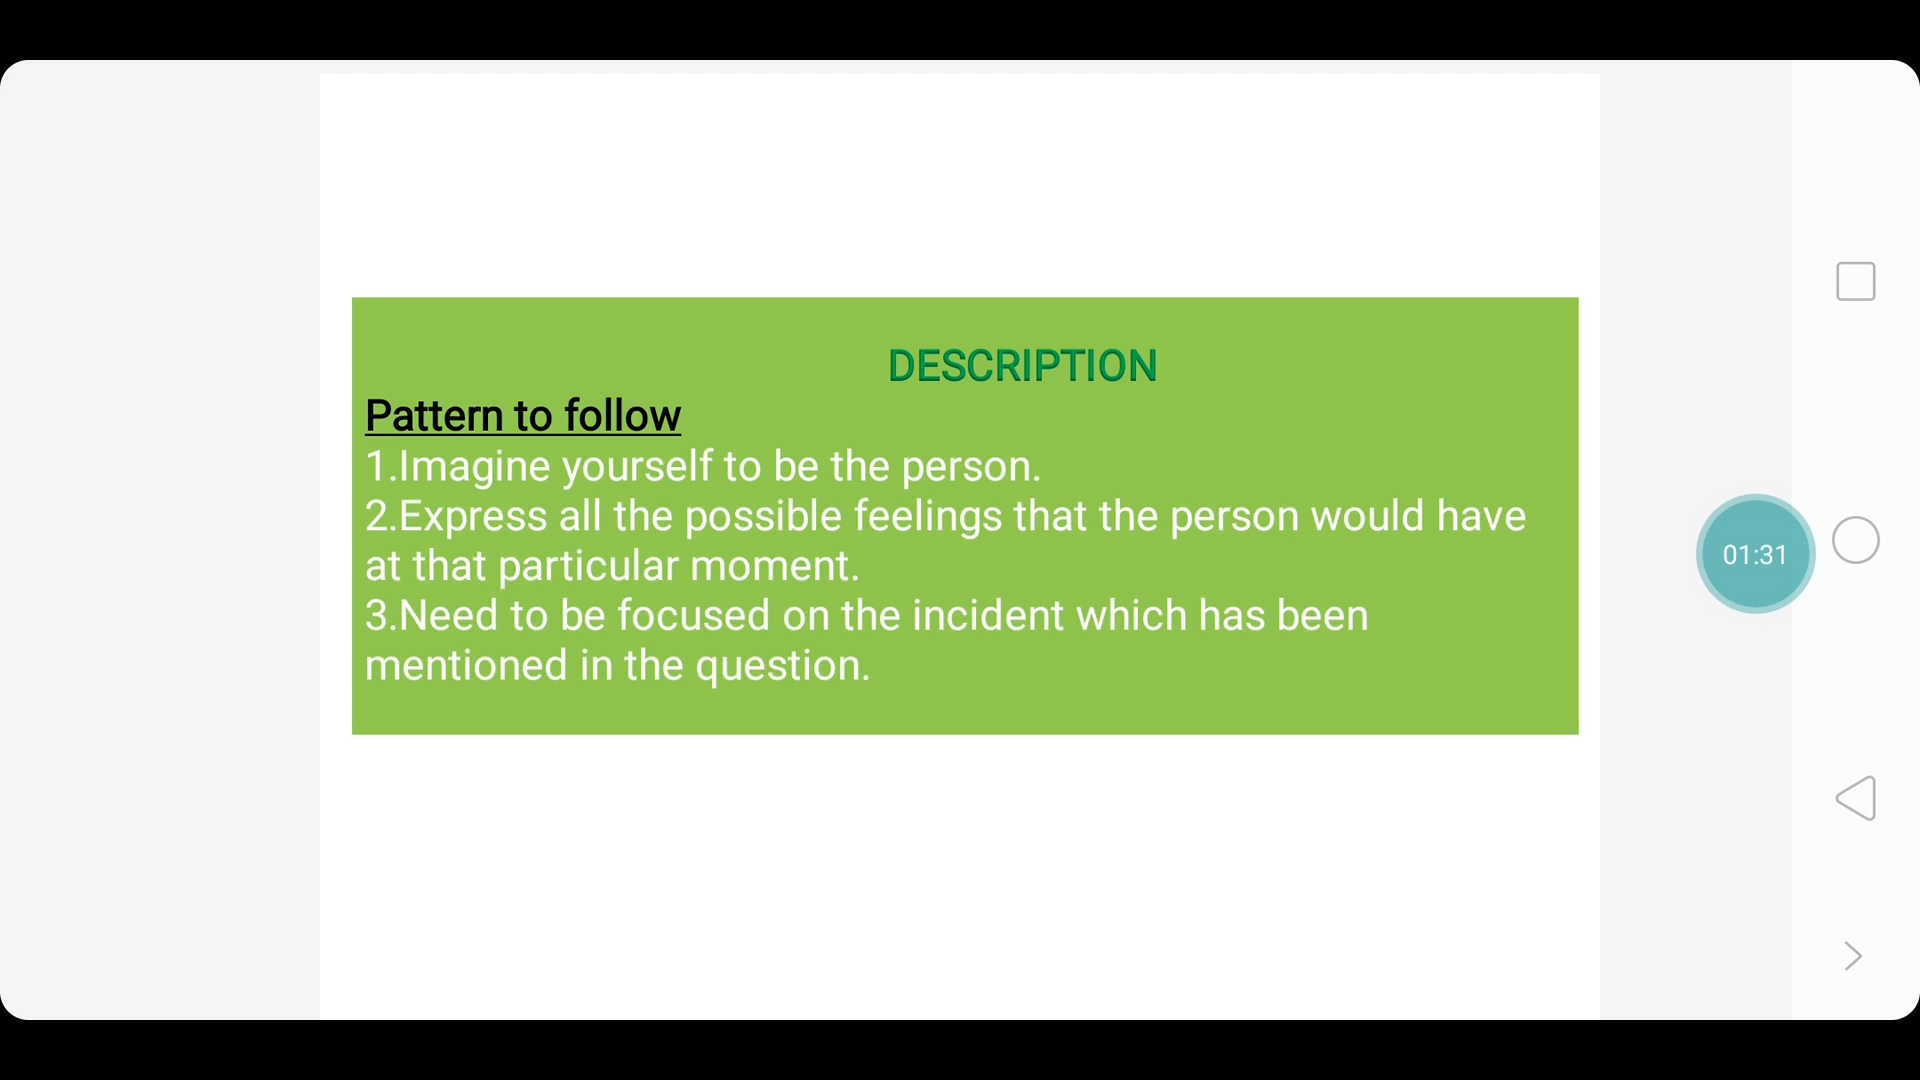 DESCRIPTION
Pattern to follow
1.Imagine yourself to be the person.
2.Express all the possible feelings that the person would have
at that particular moment.
3.Need to be focused on the incident which has been
mentioned in the question.
01:31